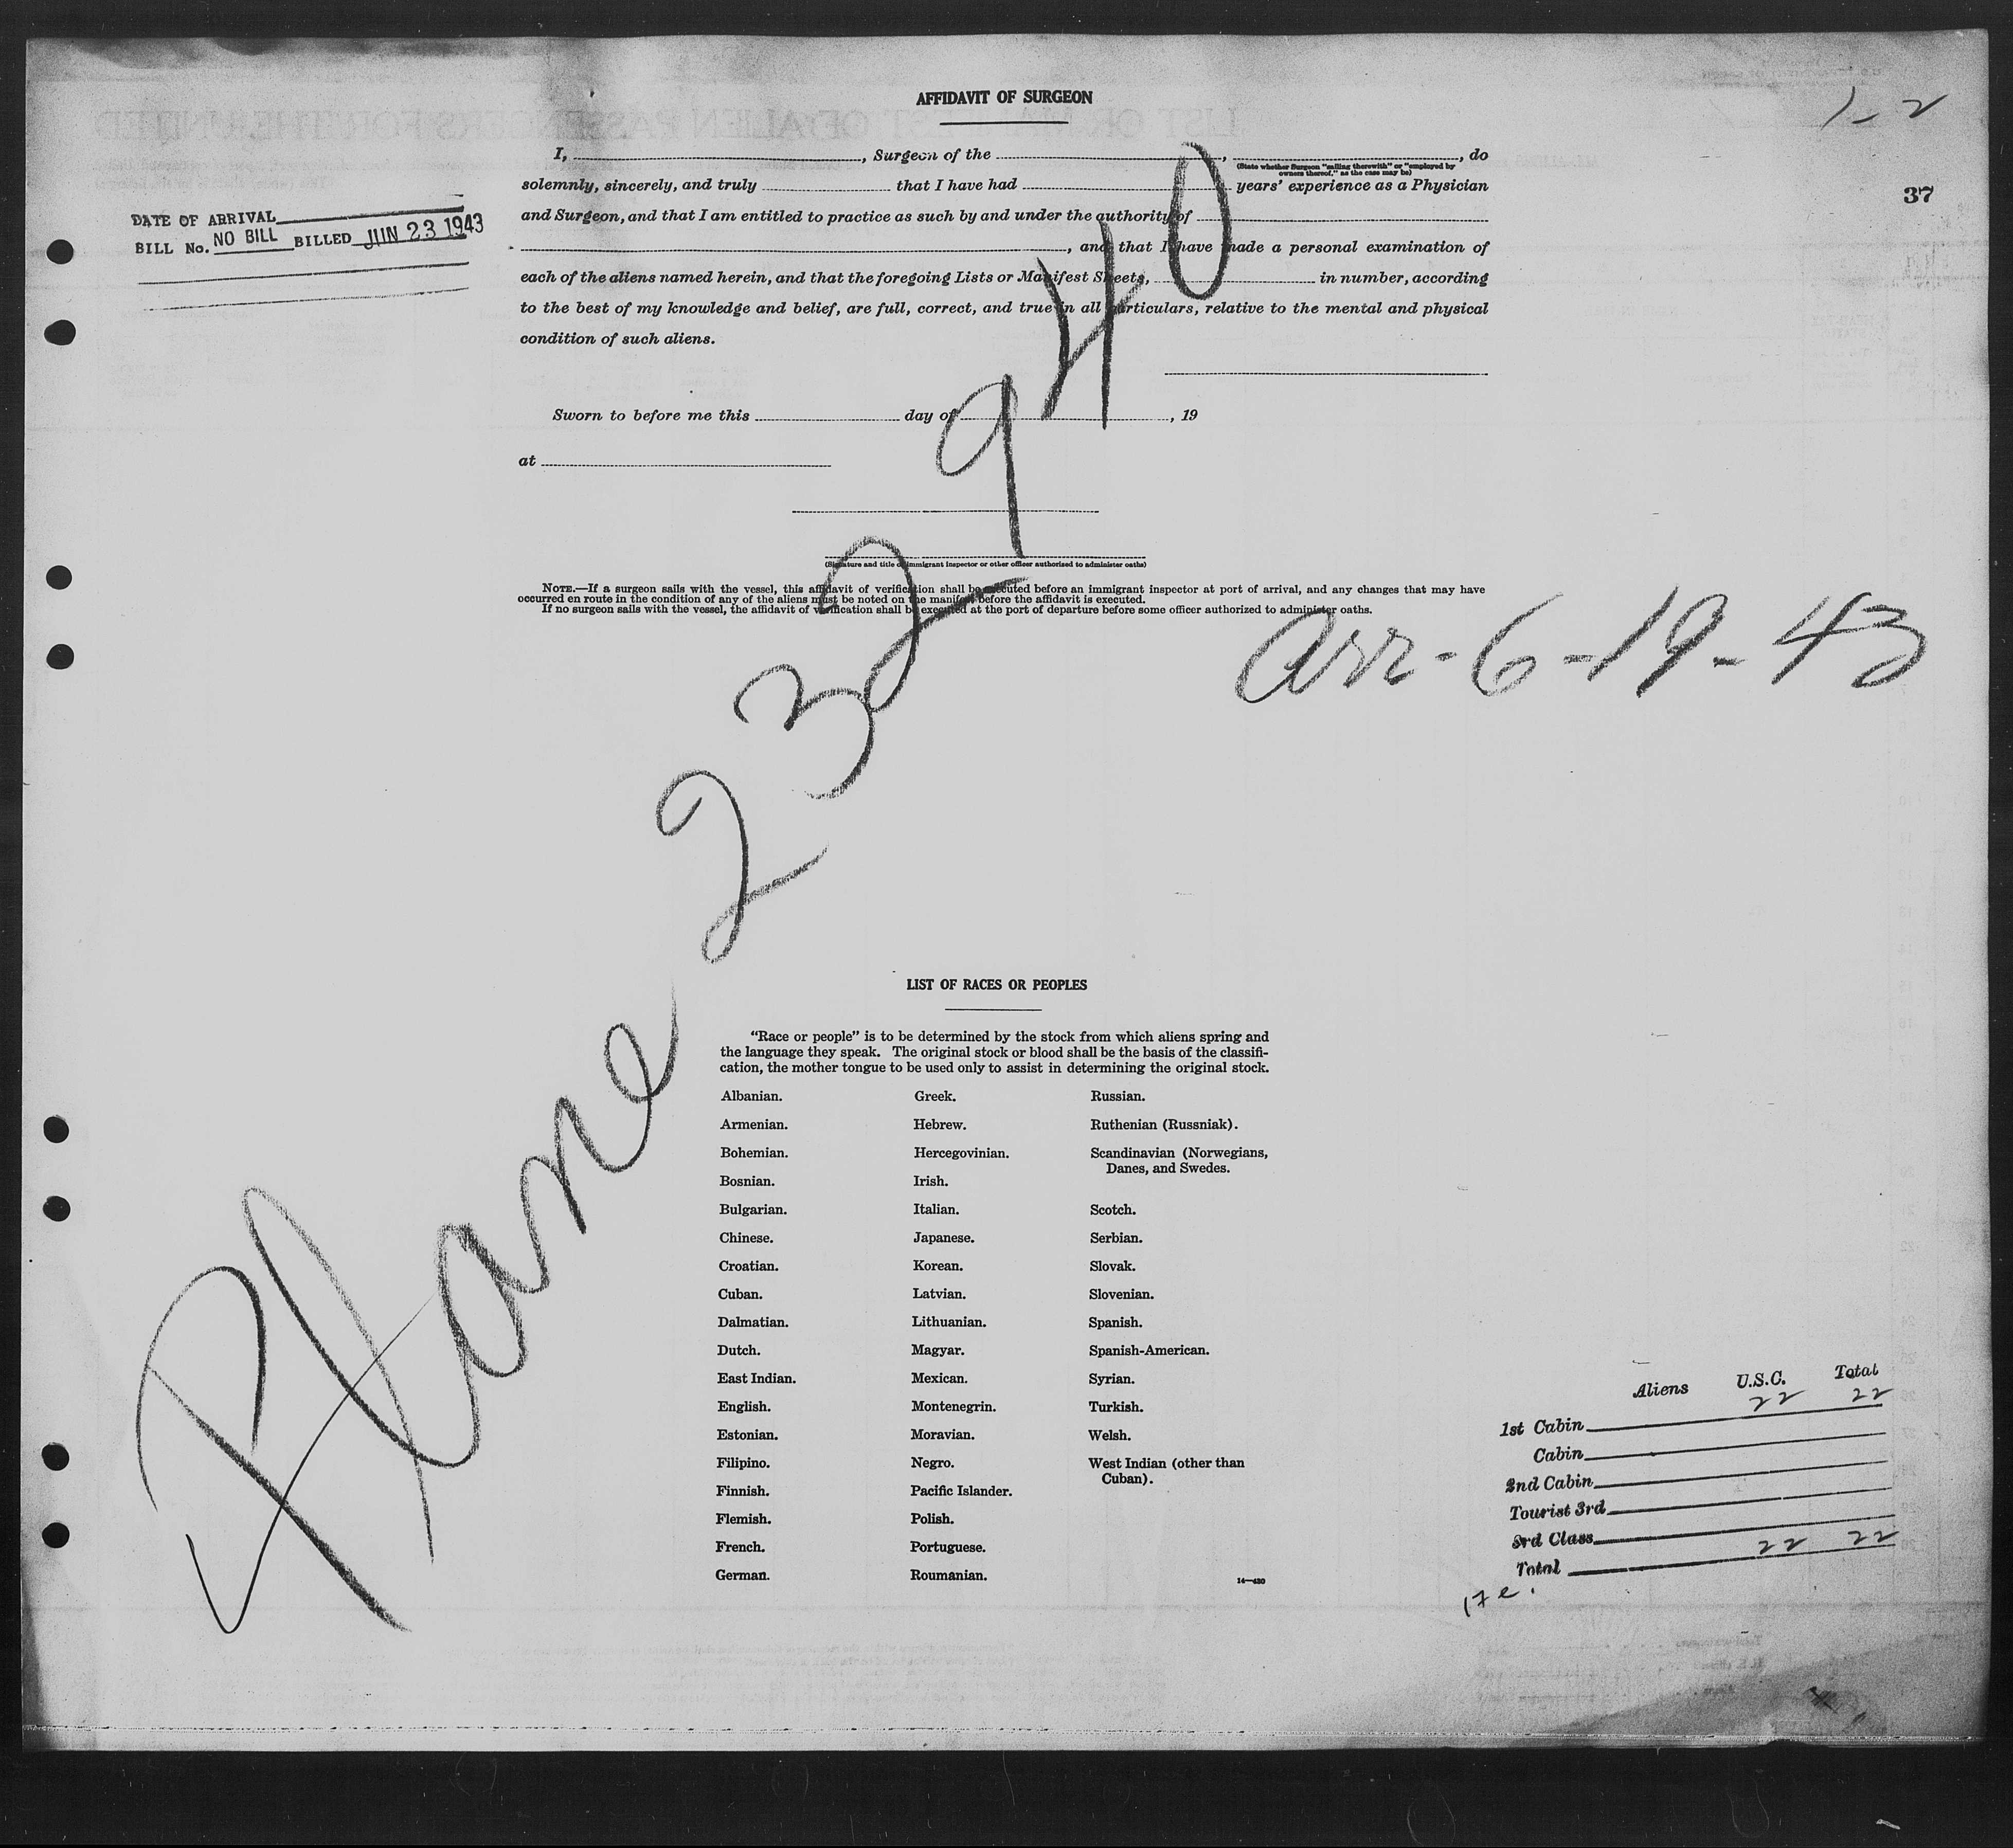 AFFIDAVIT OF SURGEON
1-2
I, , Surgeon of the , , do
(State whether Surgeon "sailing therewith" or "employed by
owners thereof," as the case may be)
solemnly, sincerely, and truly that I have had years' experience as a Physician
37
and Surgeon, and that I am entitled to practice as such by and under the authority of
DATE OF ARRIVAL
BILL No. NO BILL BILLED JUN 23 1943
, and that I have made a personal examination of
each of the aliens named herein, and that the foregoing Lists or Manifest Sheets, in number, according
to the best of my knowledge and belief, are full, correct, and true in all particulars, relative to the mental and physical
condition of such aliens.
Sworn to before me this day of , 19
at
(Signature and title of immigrant inspector or other officer authorized to administer oaths)
NOTE.—If a surgeon sails with the vessel, this affidavit of verification shall be executed before an immigrant inspector at port of arrival, and any changes that may have
occurred en route in the condition of any of the aliens must be noted on the manifest before the affidavit is executed.
If no surgeon sails with the vessel, the affidavit of verification shall be executed at the port of departure before some officer authorized to administer oaths.
Arr-6-19-43
Plane 232940
LIST OF RACES OR PEOPLES
"Race or people" is to be determined by the stock from which aliens spring and
the language they speak. The original stock or blood shall be the basis of the classifi-
cation, the mother tongue to be used only to assist in determining the original stock.
Albanian.
Armenian.
Bohemian.
Bosnian.
Bulgarian.
Chinese.
Croatian.
Cuban.
Dalmatian.
Dutch.
East Indian.
English.
Estonian.
Filipino.
Finnish.
Flemish.
French.
German.
Greek.
Hebrew.
Hercegovinian.
Irish.
Italian.
Japanese.
Korean.
Latvian.
Lithuanian.
Magyar.
Mexican.
Montenegrin.
Moravian.
Negro.
Pacific Islander.
Polish.
Portuguese.
Roumanian.
Russian.
Ruthenian (Russniak).
Scandinavian (Norwegians,
Danes, and Swedes.
Scotch.
Serbian.
Slovak.
Slovenian.
Spanish.
Spanish-American.
Syrian.
Turkish.
Welsh.
West Indian (other than
Cuban).
14—430
Aliens U.S.C. Total
1st Cabin 22 22
Cabin
2nd Cabin
Tourist 3rd
3rd Class
Total 22 22